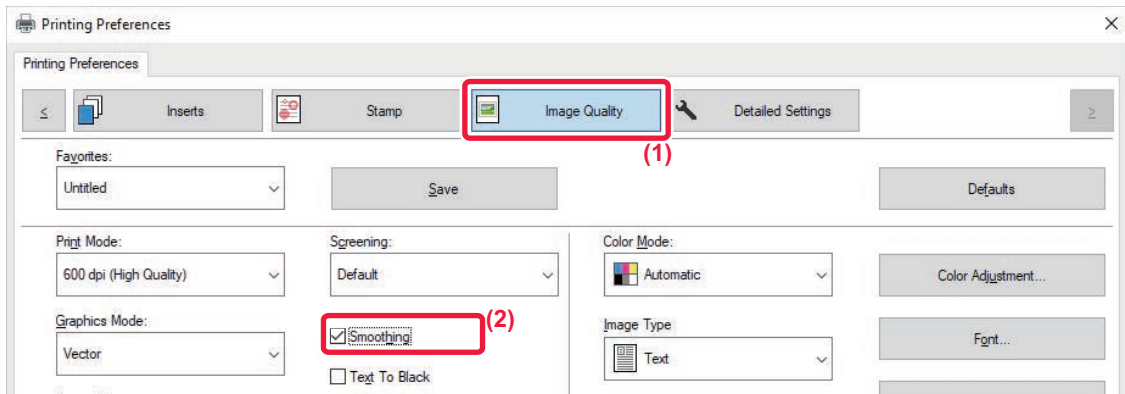 Printing Preferences
Printing Preferences
< Inserts Stamp Image Quality Detailed Settings >
(1)
Favorites:
Untitled Save Defaults
Print Mode: Screening: Color Mode:
600 dpi (High Quality) Default Automatic Color Adjustment...
Graphics Mode: Smoothing (2) Image Type
Vector Text Font...
Text To Black